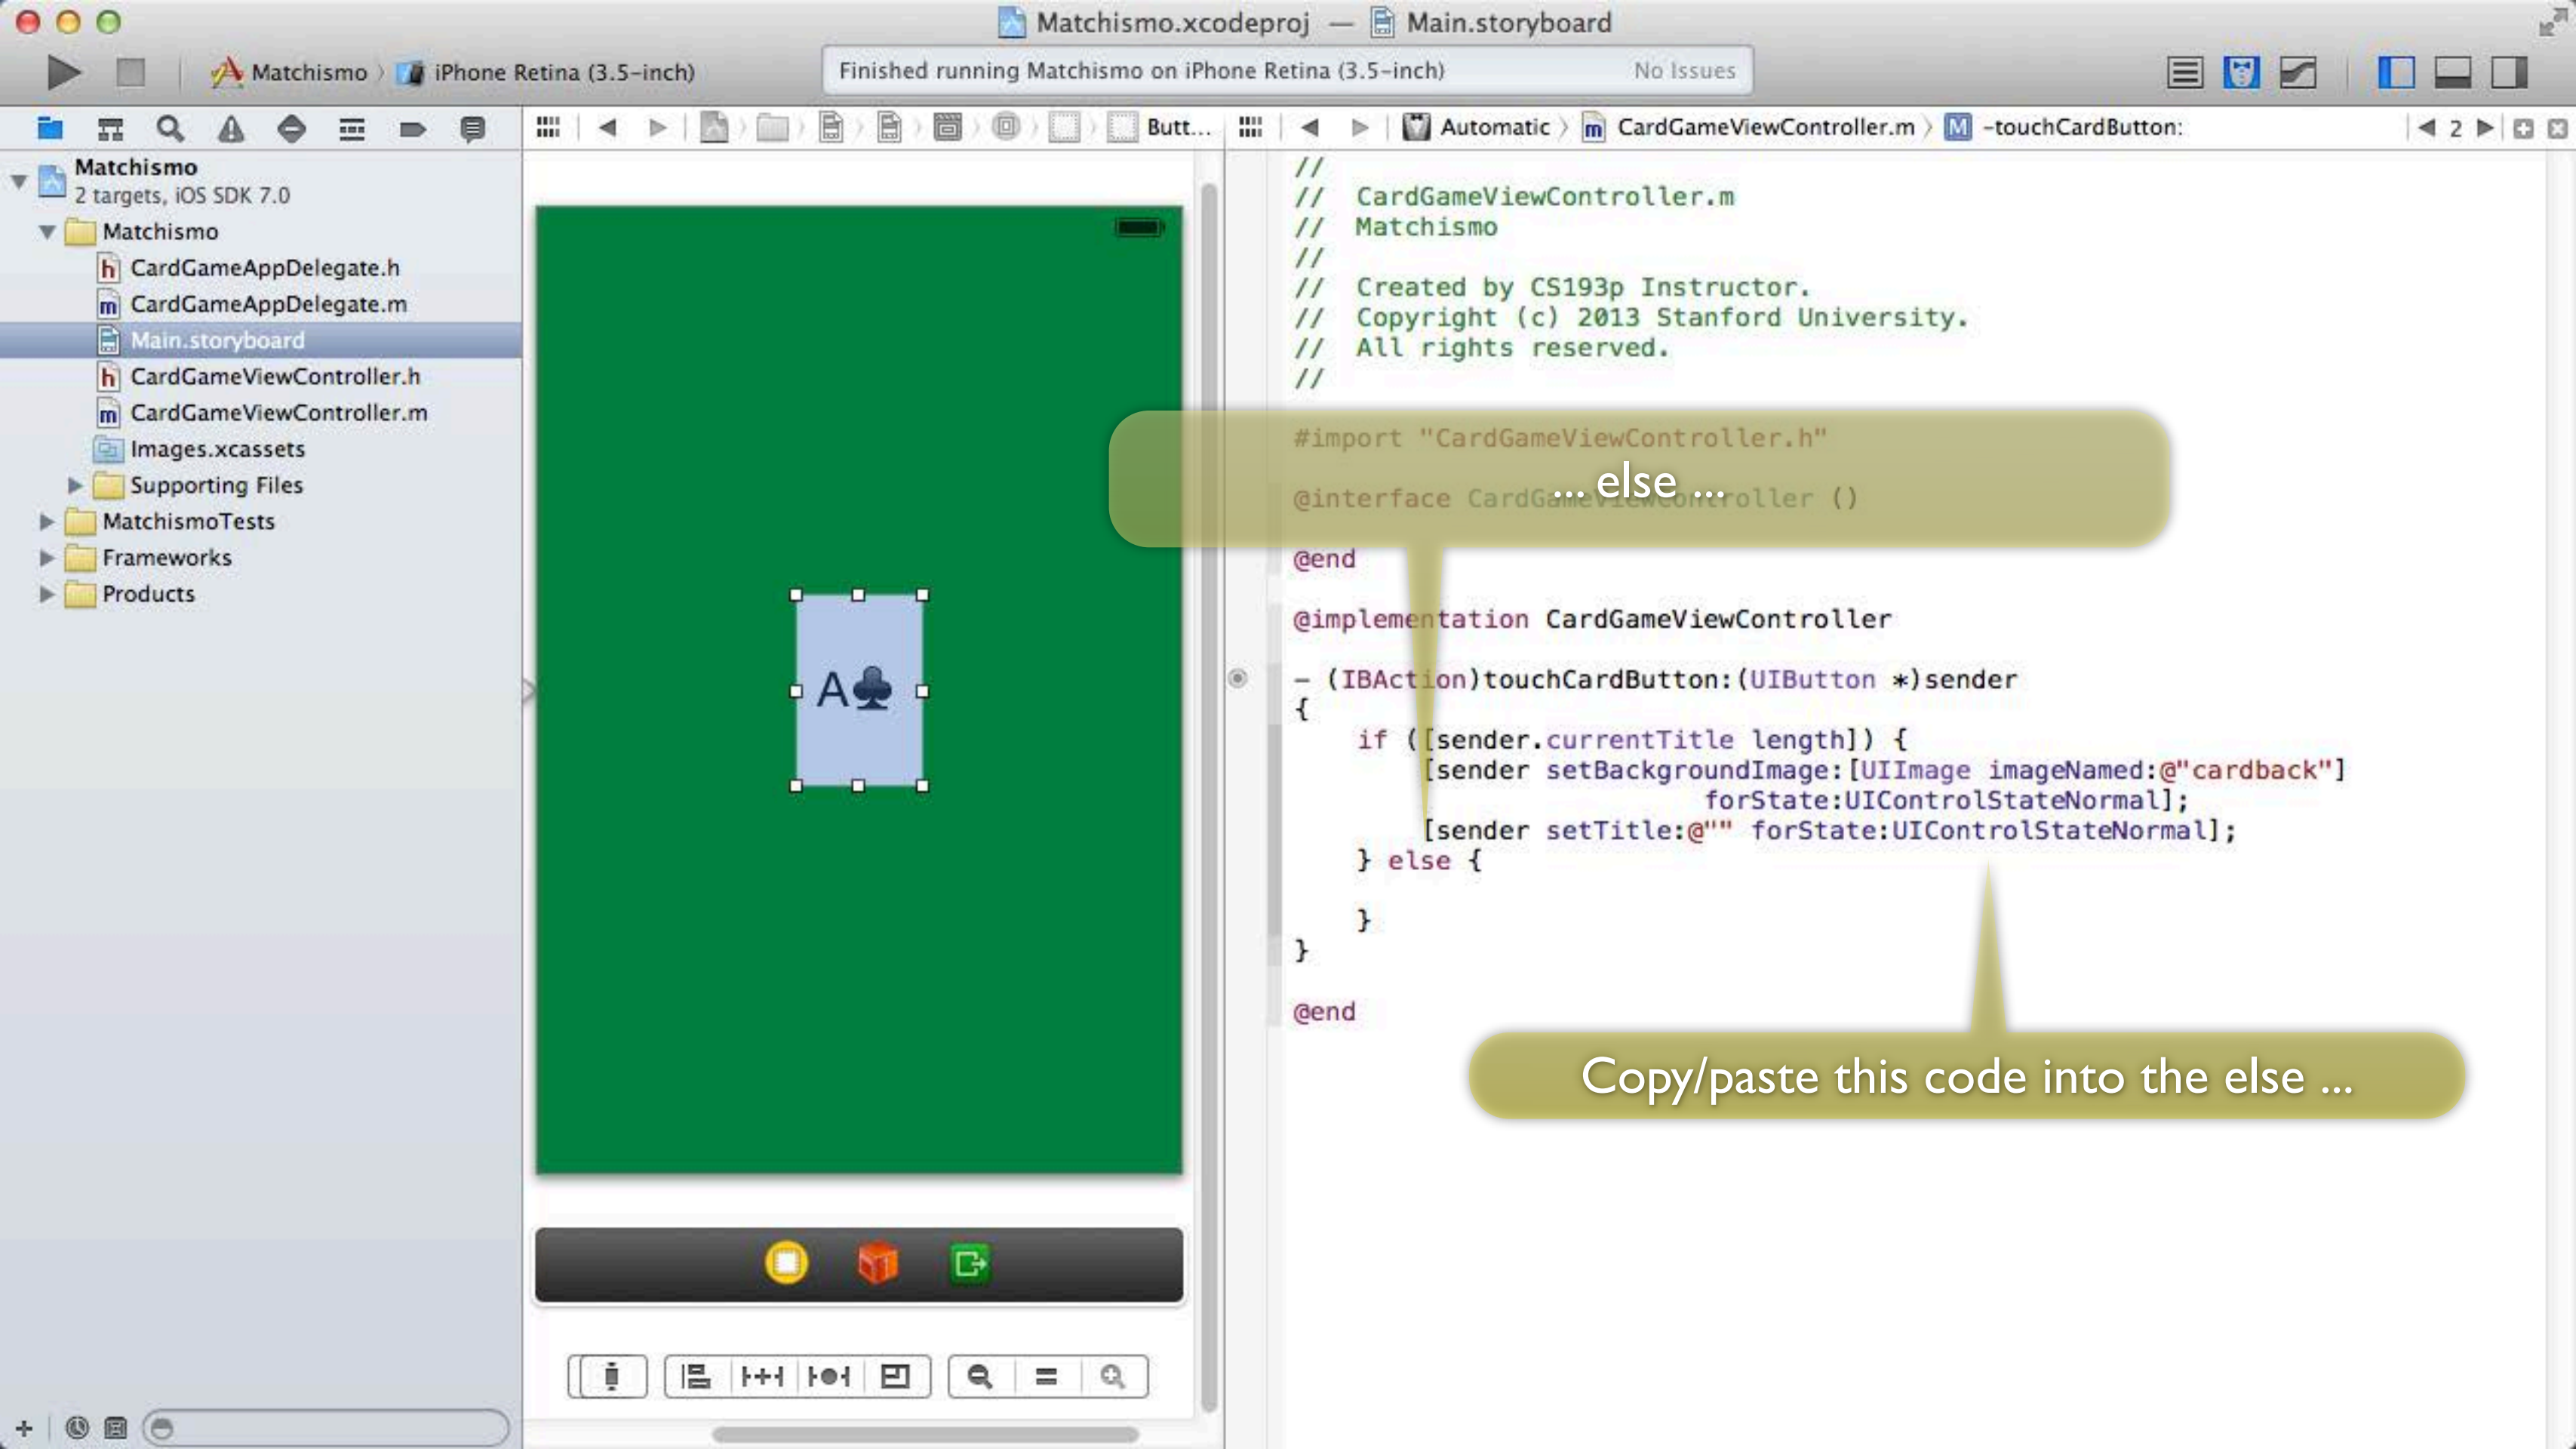 Matchismo.xcodeproj — Main.storyboard
Matchismo 〉 iPhone Retina (3.5-inch)
Finished running Matchismo on iPhone Retina (3.5-inch)
No Issues
Butt...
Automatic 〉 CardGameViewController.m 〉 M -touchCardButton:
2
Matchismo
2 targets, iOS SDK 7.0
Matchismo
h CardGameAppDelegate.h
m CardGameAppDelegate.m
Main.storyboard
h CardGameViewController.h
m CardGameViewController.m
Images.xcassets
Supporting Files
MatchismoTests
Frameworks
Products
A♣
//
//  CardGameViewController.m
//  Matchismo
//
//  Created by CS193p Instructor.
//  Copyright (c) 2013 Stanford University.
//  All rights reserved.
//
#import "CardGameViewController.h"
... else ...
@interface CardGameViewController ()
@end
@implementation CardGameViewController
- (IBAction)touchCardButton:(UIButton *)sender
{
    if ([sender.currentTitle length]) {
        [sender setBackgroundImage:[UIImage imageNamed:@"cardback"]
                          forState:UIControlStateNormal];
        [sender setTitle:@"" forState:UIControlStateNormal];
    } else {
    }
}
@end
Copy/paste this code into the else ...